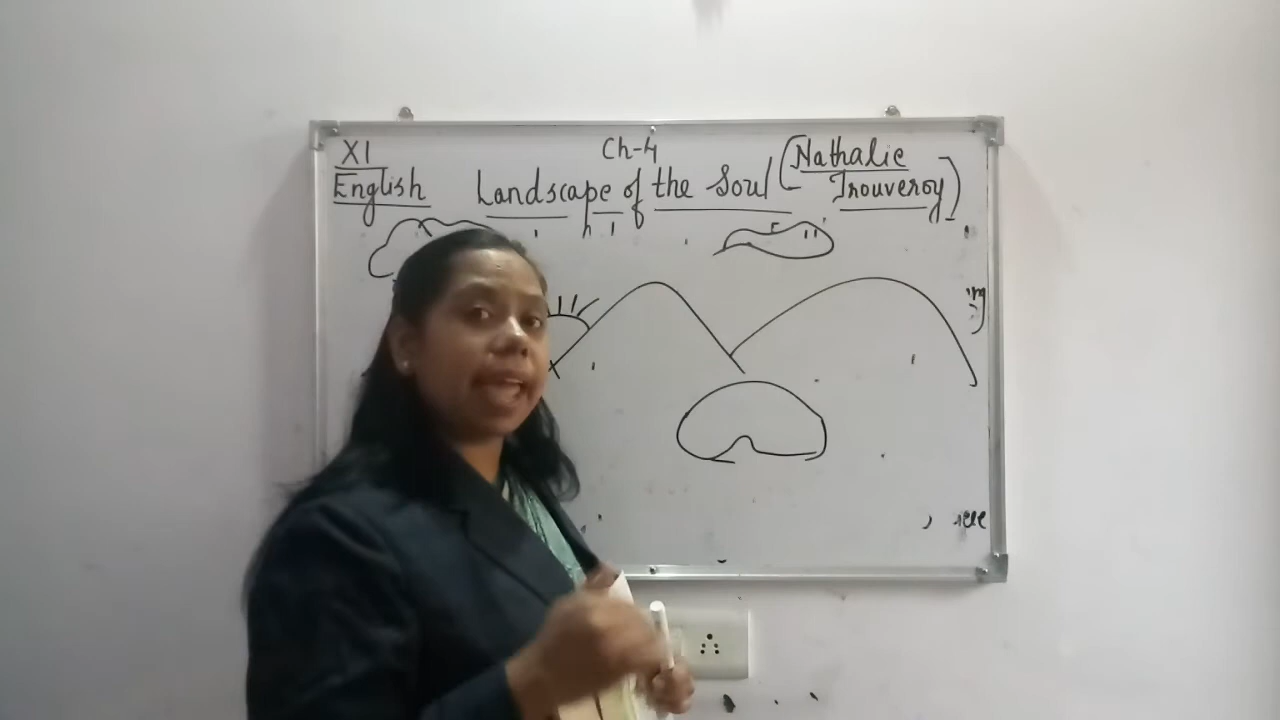 XI
English
Ch-4
Landscape of the Soul (Nathalie
Trouveroy)